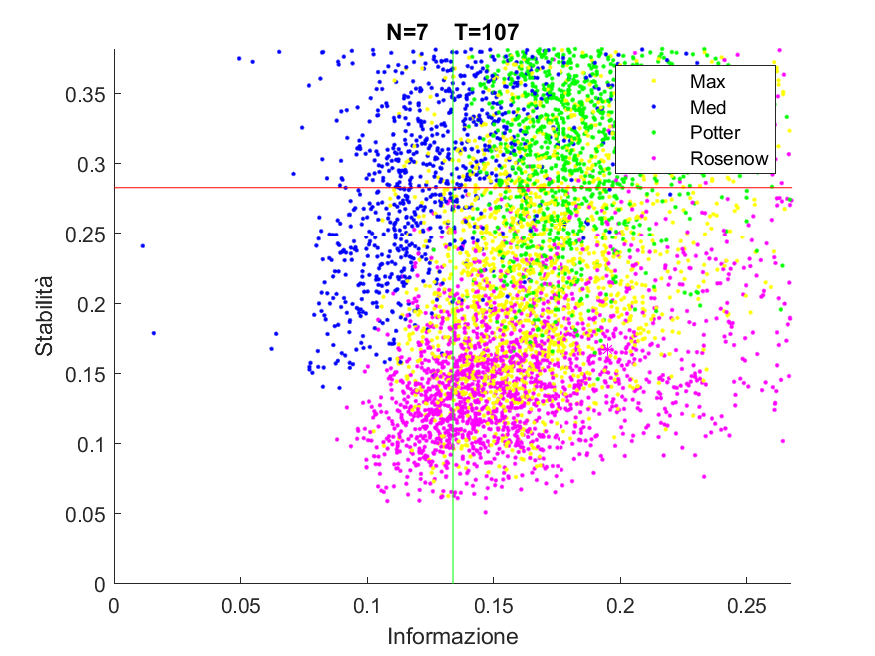 N=7 T=107
Stabilità
0.35
0.3
0.25
0.2
0.15
0.1
0.05
0
Max
Med
Potter
Rosenow
0 0.05 0.1 0.15 0.2 0.25
Informazione